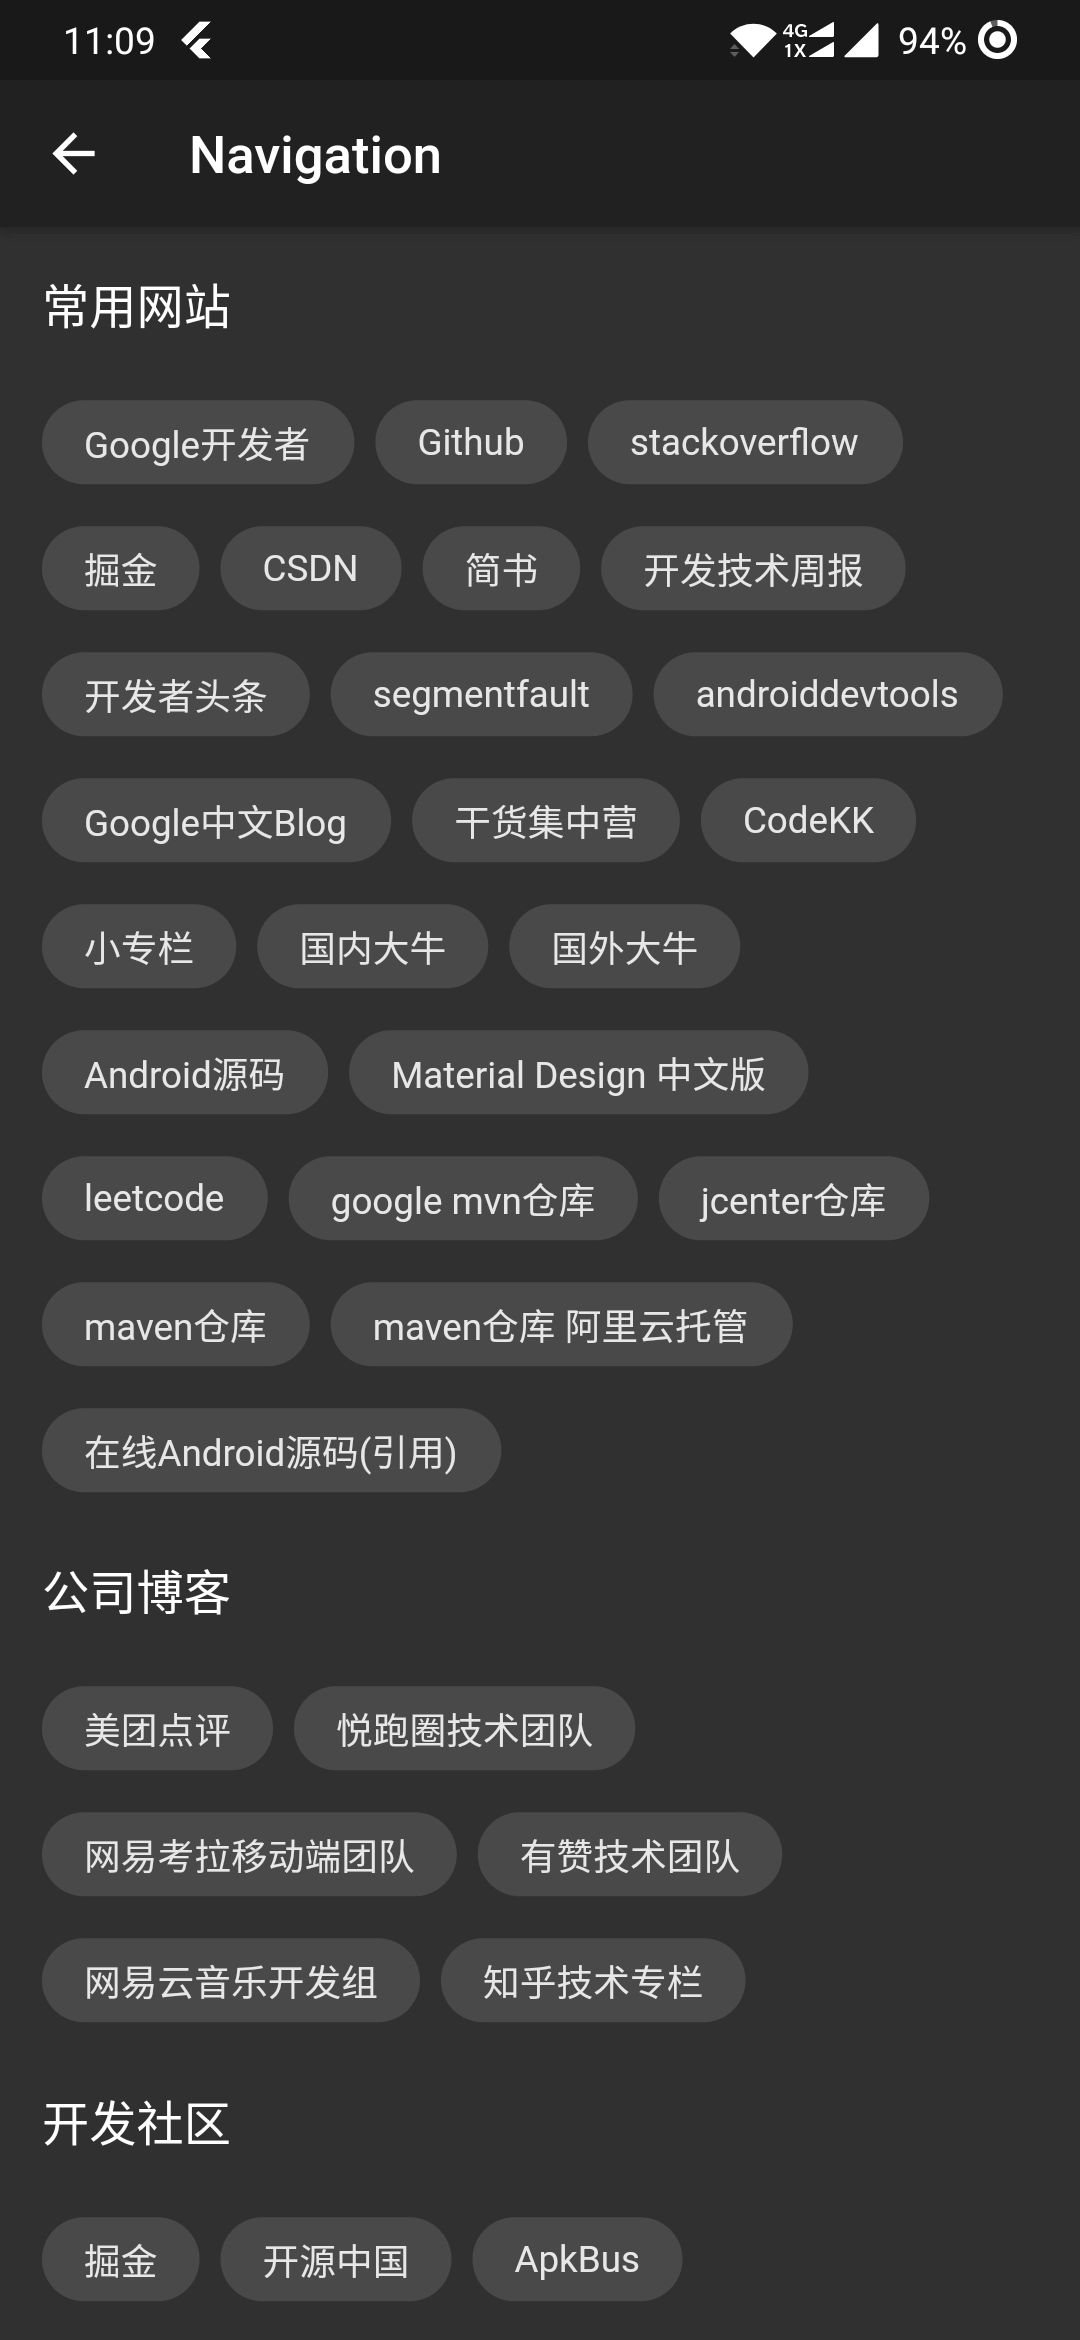 11:09 4G 1X 94%
Navigation
常用网站
Google开发者 Github stackoverflow
掘金 CSDN 简书 开发技术周报
开发者头条 segmentfault androiddevtools
Google中文Blog 干货集中营 CodeKK
小专栏 国内大牛 国外大牛
Android源码 Material Design 中文版
leetcode google mvn仓库 jcenter仓库
maven仓库 maven仓库 阿里云托管
在线Android源码(引用)
公司博客
美团点评 悦跑圈技术团队
网易考拉移动端团队 有赞技术团队
网易云音乐开发组 知乎技术专栏
开发社区
掘金 开源中国 ApkBus